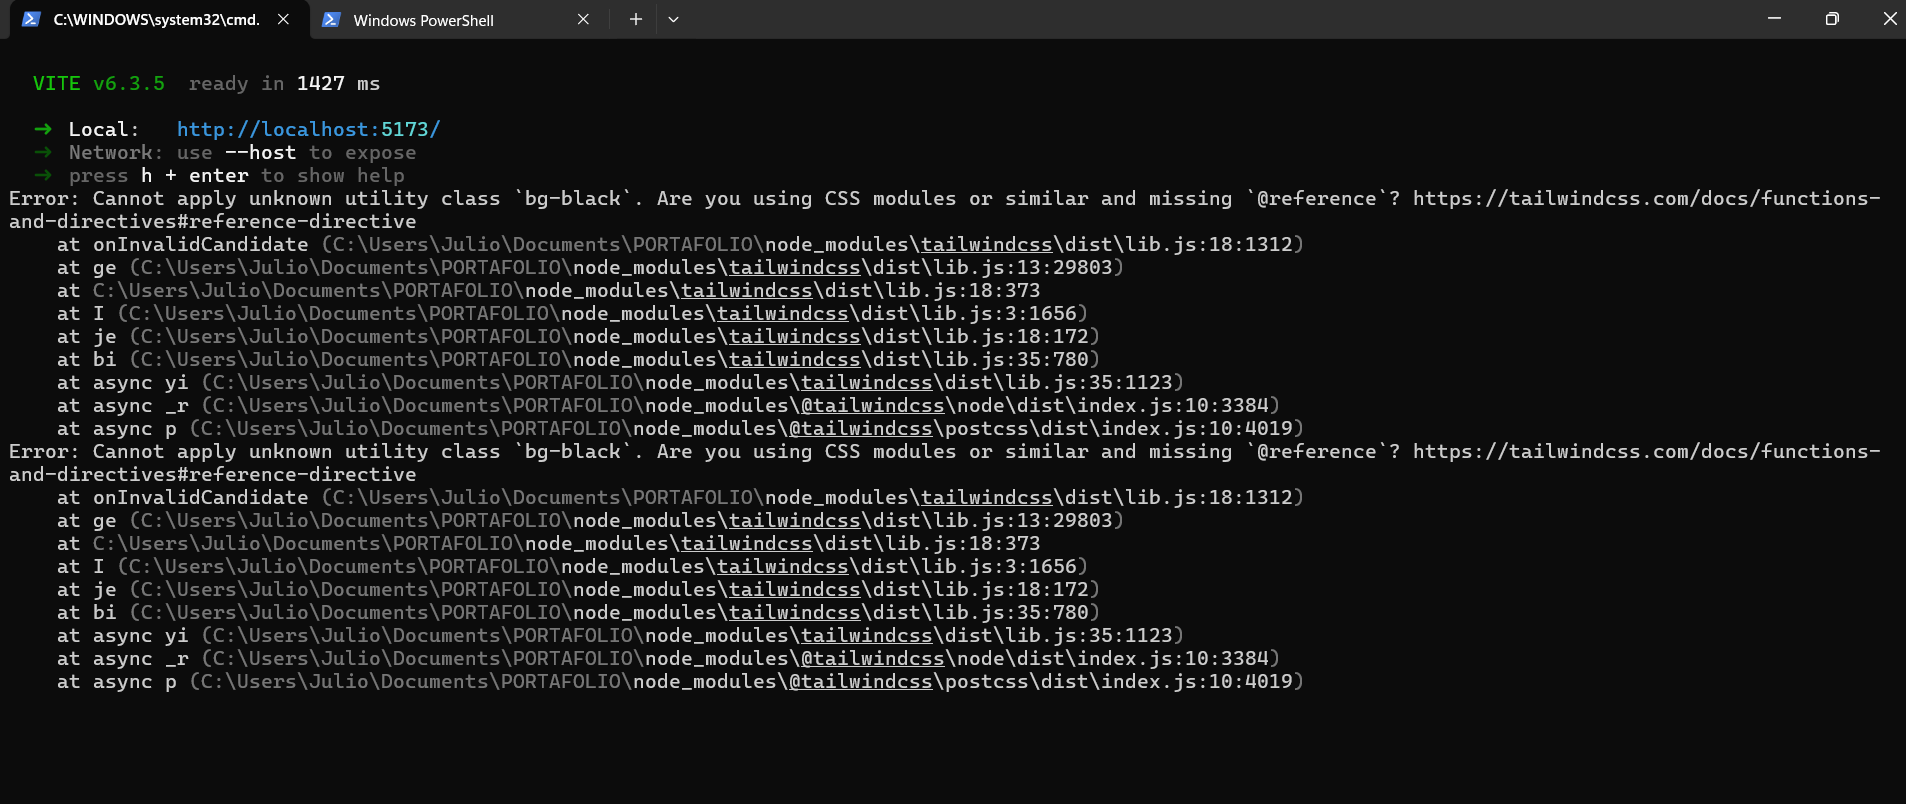 C:\WINDOWS\system32\cmd.
Windows PowerShell
VITE v6.3.5 ready in 1427 ms
➜ Local: http://localhost:5173/
➜ Network: use --host to expose
➜ press h + enter to show help
Error: Cannot apply unknown utility class `bg-black`. Are you using CSS modules or similar and missing `@reference`? https://tailwindcss.com/docs/functions-
and-directives#reference-directive
at onInvalidCandidate (C:\Users\Julio\Documents\PORTAFOLIO\node_modules\tailwindcss\dist\lib.js:18:1312)
at ge (C:\Users\Julio\Documents\PORTAFOLIO\node_modules\tailwindcss\dist\lib.js:13:29803)
at C:\Users\Julio\Documents\PORTAFOLIO\node_modules\tailwindcss\dist\lib.js:18:373
at I (C:\Users\Julio\Documents\PORTAFOLIO\node_modules\tailwindcss\dist\lib.js:3:1656)
at je (C:\Users\Julio\Documents\PORTAFOLIO\node_modules\tailwindcss\dist\lib.js:18:172)
at bi (C:\Users\Julio\Documents\PORTAFOLIO\node_modules\tailwindcss\dist\lib.js:35:780)
at async yi (C:\Users\Julio\Documents\PORTAFOLIO\node_modules\tailwindcss\dist\lib.js:35:1123)
at async _r (C:\Users\Julio\Documents\PORTAFOLIO\node_modules\@tailwindcss\node\dist\index.js:10:3384)
at async p (C:\Users\Julio\Documents\PORTAFOLIO\node_modules\@tailwindcss\postcss\dist\index.js:10:4019)
Error: Cannot apply unknown utility class `bg-black`. Are you using CSS modules or similar and missing `@reference`? https://tailwindcss.com/docs/functions-
and-directives#reference-directive
at onInvalidCandidate (C:\Users\Julio\Documents\PORTAFOLIO\node_modules\tailwindcss\dist\lib.js:18:1312)
at ge (C:\Users\Julio\Documents\PORTAFOLIO\node_modules\tailwindcss\dist\lib.js:13:29803)
at C:\Users\Julio\Documents\PORTAFOLIO\node_modules\tailwindcss\dist\lib.js:18:373
at I (C:\Users\Julio\Documents\PORTAFOLIO\node_modules\tailwindcss\dist\lib.js:3:1656)
at je (C:\Users\Julio\Documents\PORTAFOLIO\node_modules\tailwindcss\dist\lib.js:18:172)
at bi (C:\Users\Julio\Documents\PORTAFOLIO\node_modules\tailwindcss\dist\lib.js:35:780)
at async yi (C:\Users\Julio\Documents\PORTAFOLIO\node_modules\tailwindcss\dist\lib.js:35:1123)
at async _r (C:\Users\Julio\Documents\PORTAFOLIO\node_modules\@tailwindcss\node\dist\index.js:10:3384)
at async p (C:\Users\Julio\Documents\PORTAFOLIO\node_modules\@tailwindcss\postcss\dist\index.js:10:4019)